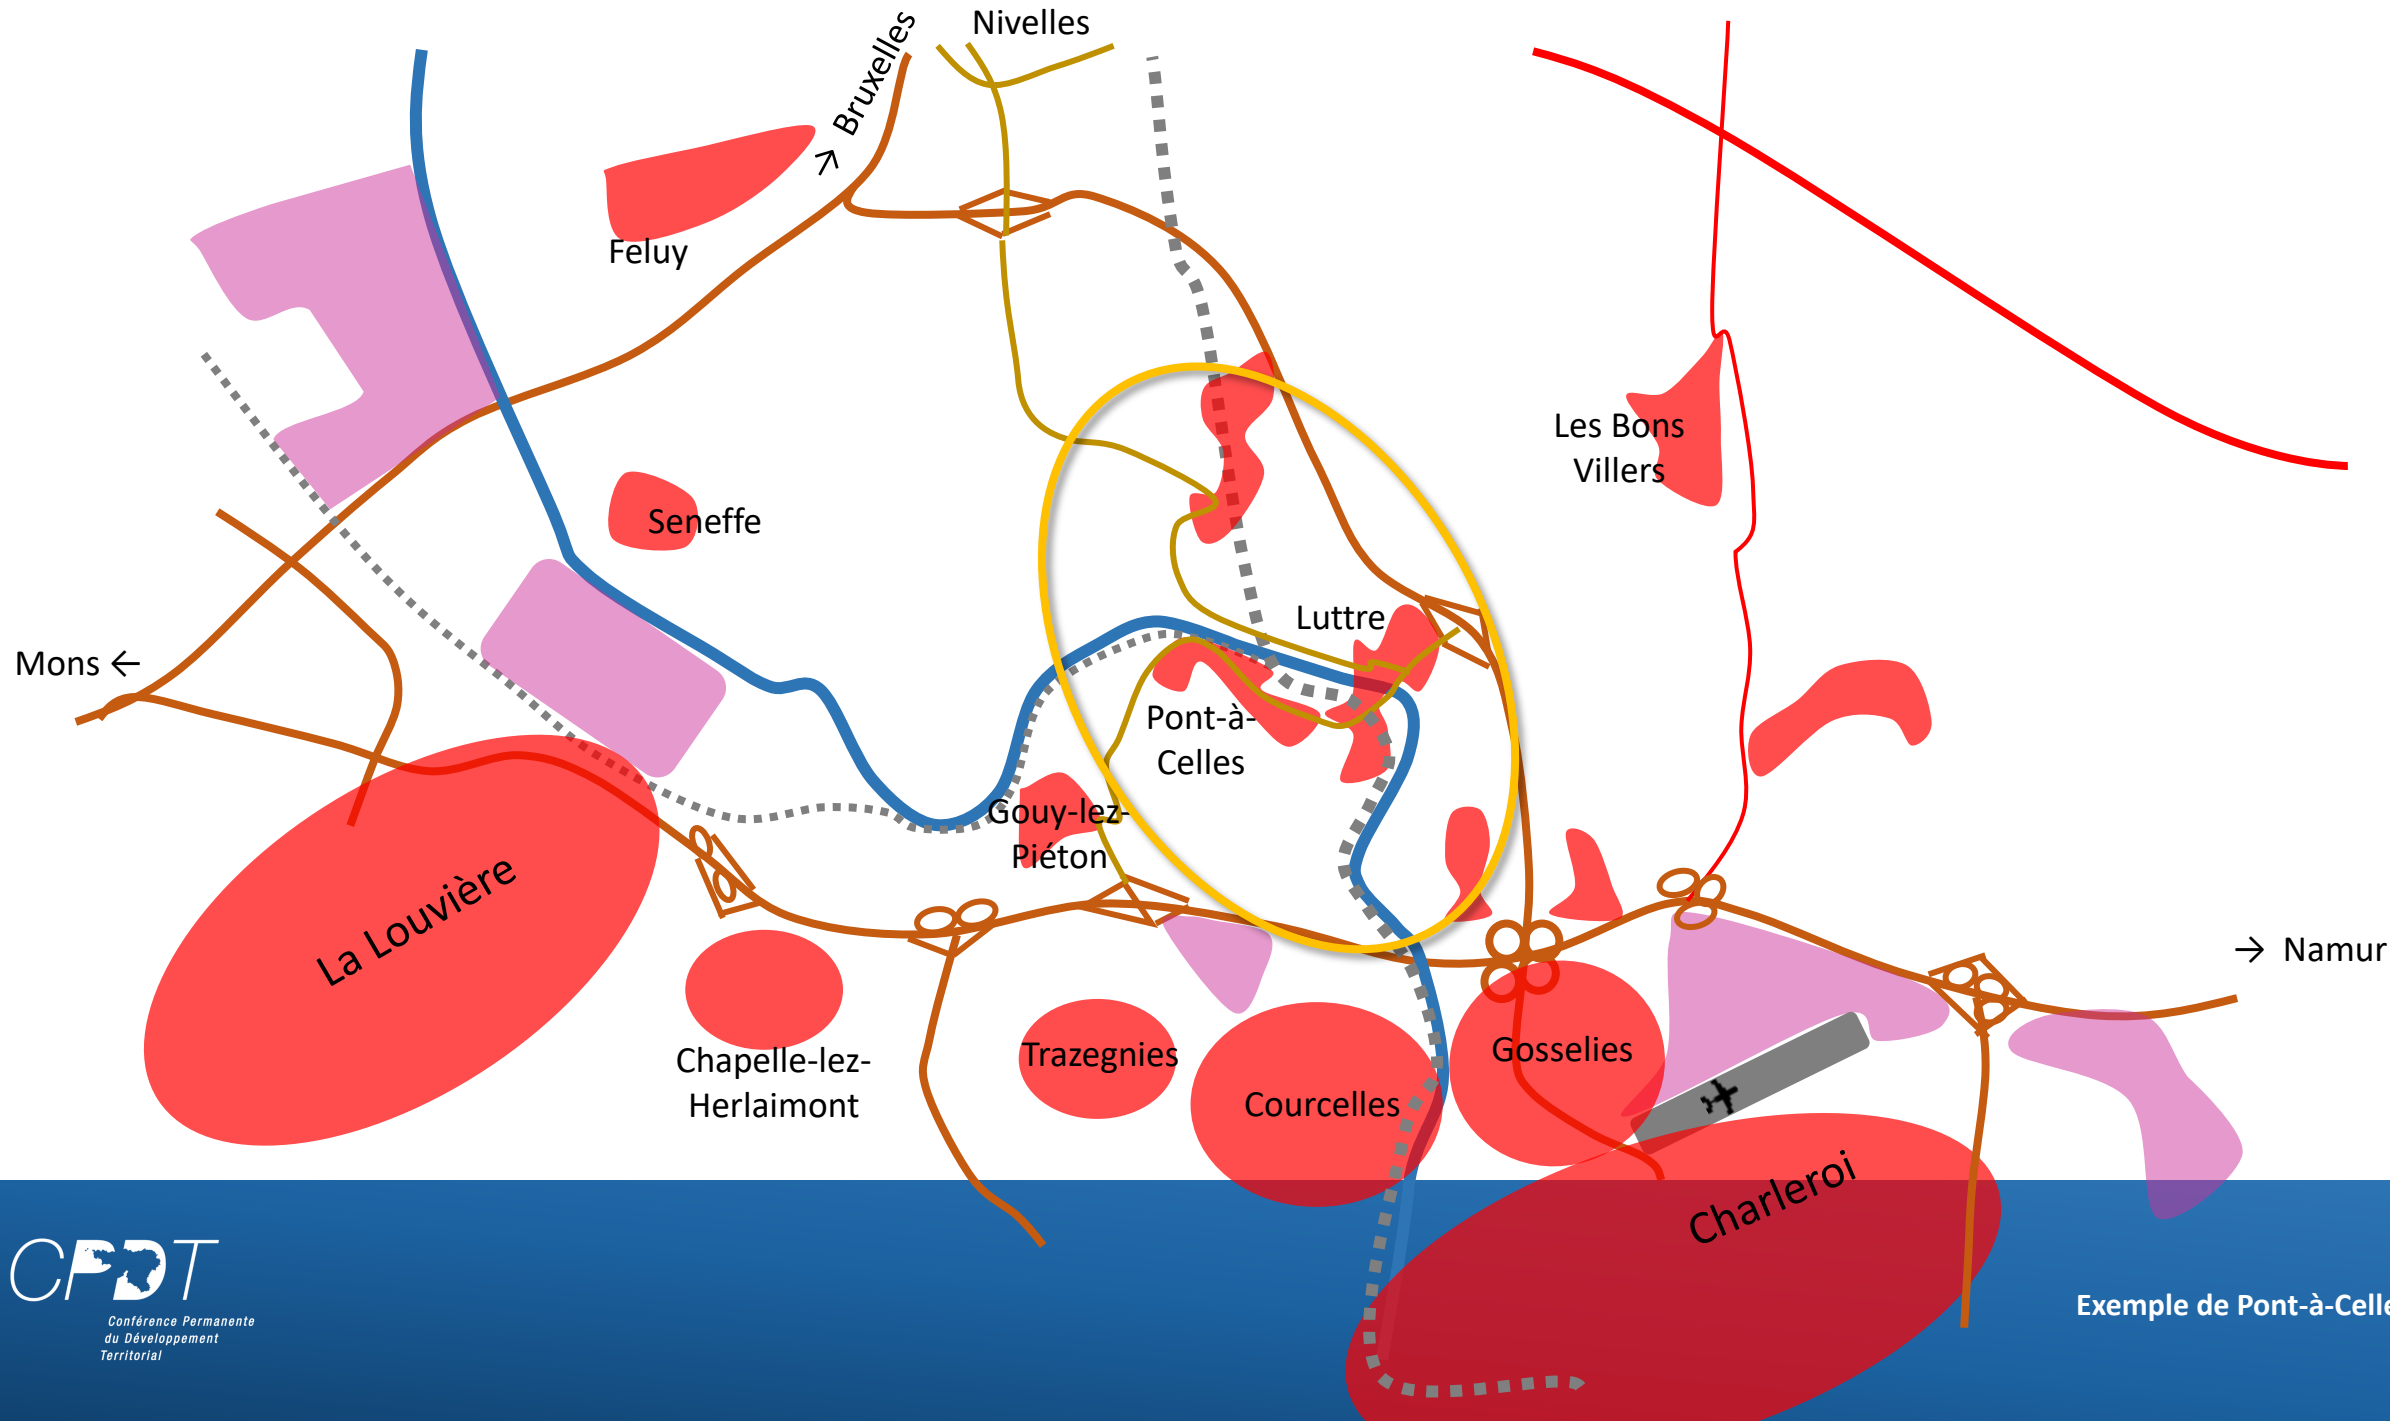 Nivelles
Bruxelles
→
Feluy
Les Bons
Villers
Seneffe
Luttre
Mons ←
Pont-à-
Celles
Gouy-lez-
Piéton
La Louvière
→ Namur
Chapelle-lez-
Herlaimont
Trazegnies
Courcelles
Gosselies
Charleroi
CPDT
Conférence Permanente
du Développement
Territorial
Exemple de Pont-à-Celle